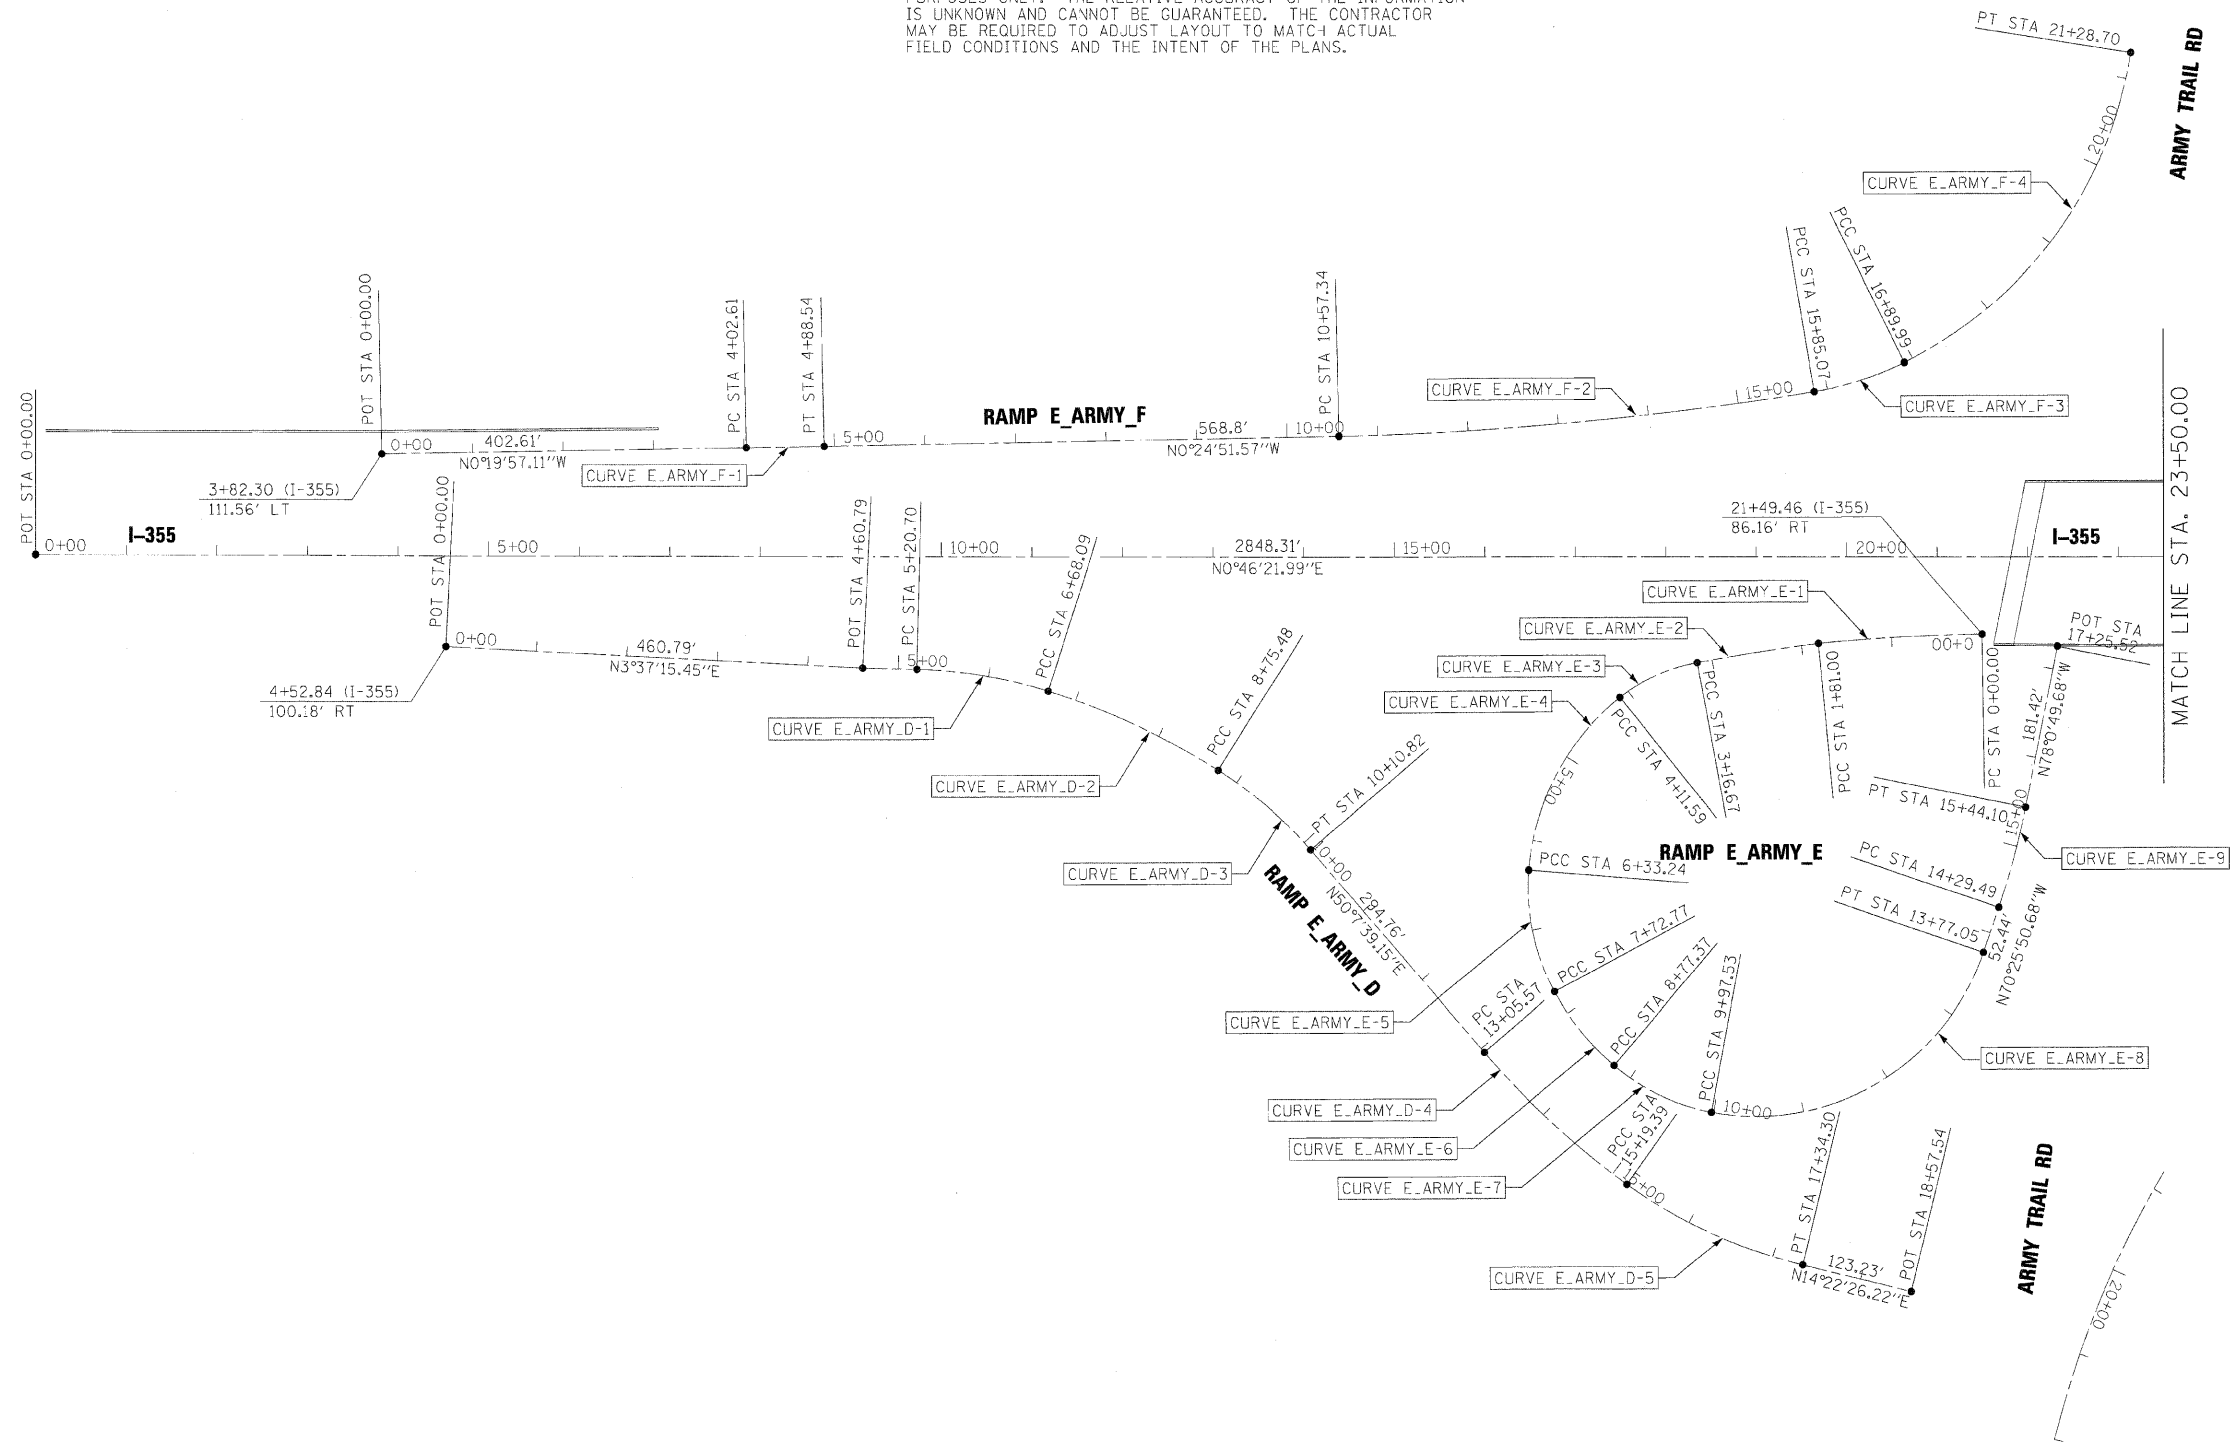 IS UNKNOWN AND CANNOT BE GUARANTEED. THE CONTRACTOR
MAY BE REQUIRED TO ADJUST LAYOUT TO MATCH ACTUAL
FIELD CONDITIONS AND THE INTENT OF THE PLANS.
PT STA 21+28.70
ARMY TRAIL RD
20+00
CURVE E_ARMY_F-4
PCC STA 16+89.99
PCC STA 15+85.07
POT STA 0+00.00
POT STA 0+00.00
PC STA 4+02.61
PT STA 4+88.54
PC STA 10+57.34
CURVE E_ARMY_F-2
15+00
CURVE E_ARMY_F-3
RAMP E_ARMY_F
0+00
402.61'
N0°19'57.11"W
5+00
568.8'
N0°24'51.57"W
10+00
CURVE E_ARMY_F-1
3+82.30 (I-355)
111.56' LT
POT STA 0+00.00
POT STA 4+60.79
PC STA 5+20.70
21+49.46 (I-355)
86.16' RT
MATCH LINE STA. 23+50.00
I-355
0+00
5+00
10+00
2848.31'
N0°46'21.99"E
15+00
20+00
I-355
PCC STA 6+68.09
CURVE E_ARMY_E-1
CURVE E_ARMY_E-2
CURVE E_ARMY_E-3
CURVE E_ARMY_E-4
0+00
POT STA
17+25.52
0+00
460.79'
N3°37'15.45"E
5+00
4+52.84 (I-355)
100.18' RT
PCC STA 8+75.48
PCC STA 4+11.59
PCC STA 3+16.67
PCC STA 1+81.00
PC STA 0+00.00
181.42'
N78°0'49.68"W
CURVE E_ARMY_D-1
CURVE E_ARMY_D-2
CURVE E_ARMY_D-3
PT STA 10+10.82
PT STA 15+44.10
15+00
PCC STA 6+33.24
RAMP E_ARMY_E
PC STA 14+29.49
CURVE E_ARMY_E-9
PT STA 13+77.05
52.44'
N70°25'50.68"W
10+00
RAMP E_ARMY_D
294.76'
N50°7'39.15"E
PCC STA 7+72.77
PCC STA 8+77.37
PCC STA 9+97.53
PC STA
13+05.57
CURVE E_ARMY_E-5
CURVE E_ARMY_E-8
CURVE E_ARMY_D-4
CURVE E_ARMY_E-6
CURVE E_ARMY_E-7
10+00
PCC STA
15+19.39
15+00
PT STA 17+34.30
POT STA 18+57.54
123.23'
N14°22'26.22"E
CURVE E_ARMY_D-5
ARMY TRAIL RD
20+00